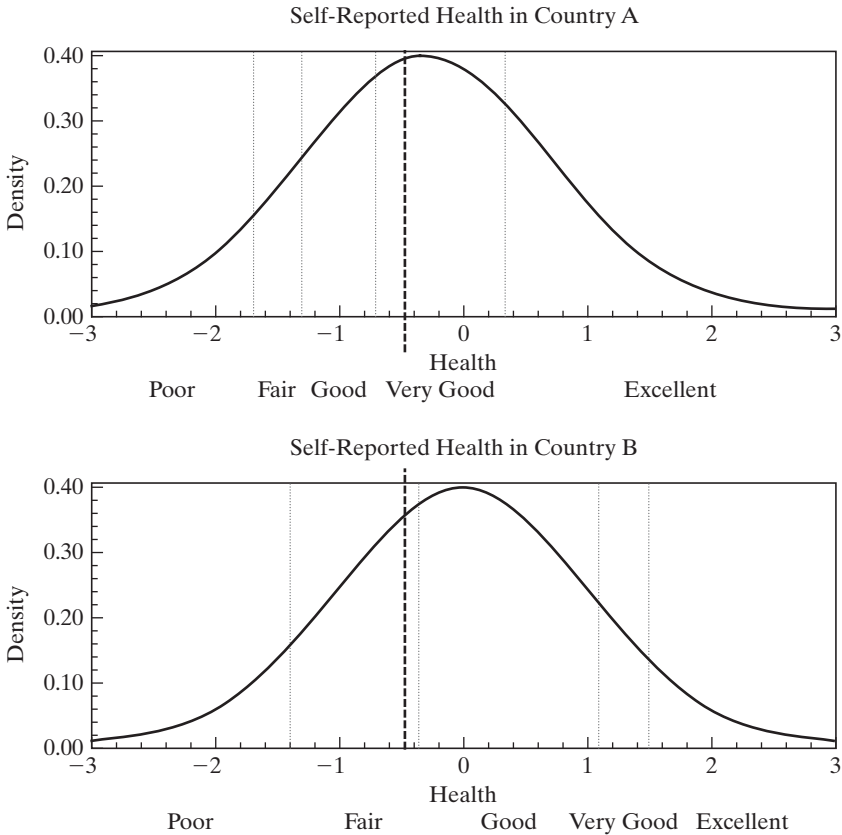 Self-Reported Health in Country A
0.40
0.30
0.20
0.10
0.00
Density
−3 −2 −1 0 1 2 3
Health
Poor Fair Good Very Good Excellent
Self-Reported Health in Country B
0.40
0.30
0.20
0.10
0.00
Density
−3 −2 −1 0 1 2 3
Health
Poor Fair Good Very Good Excellent